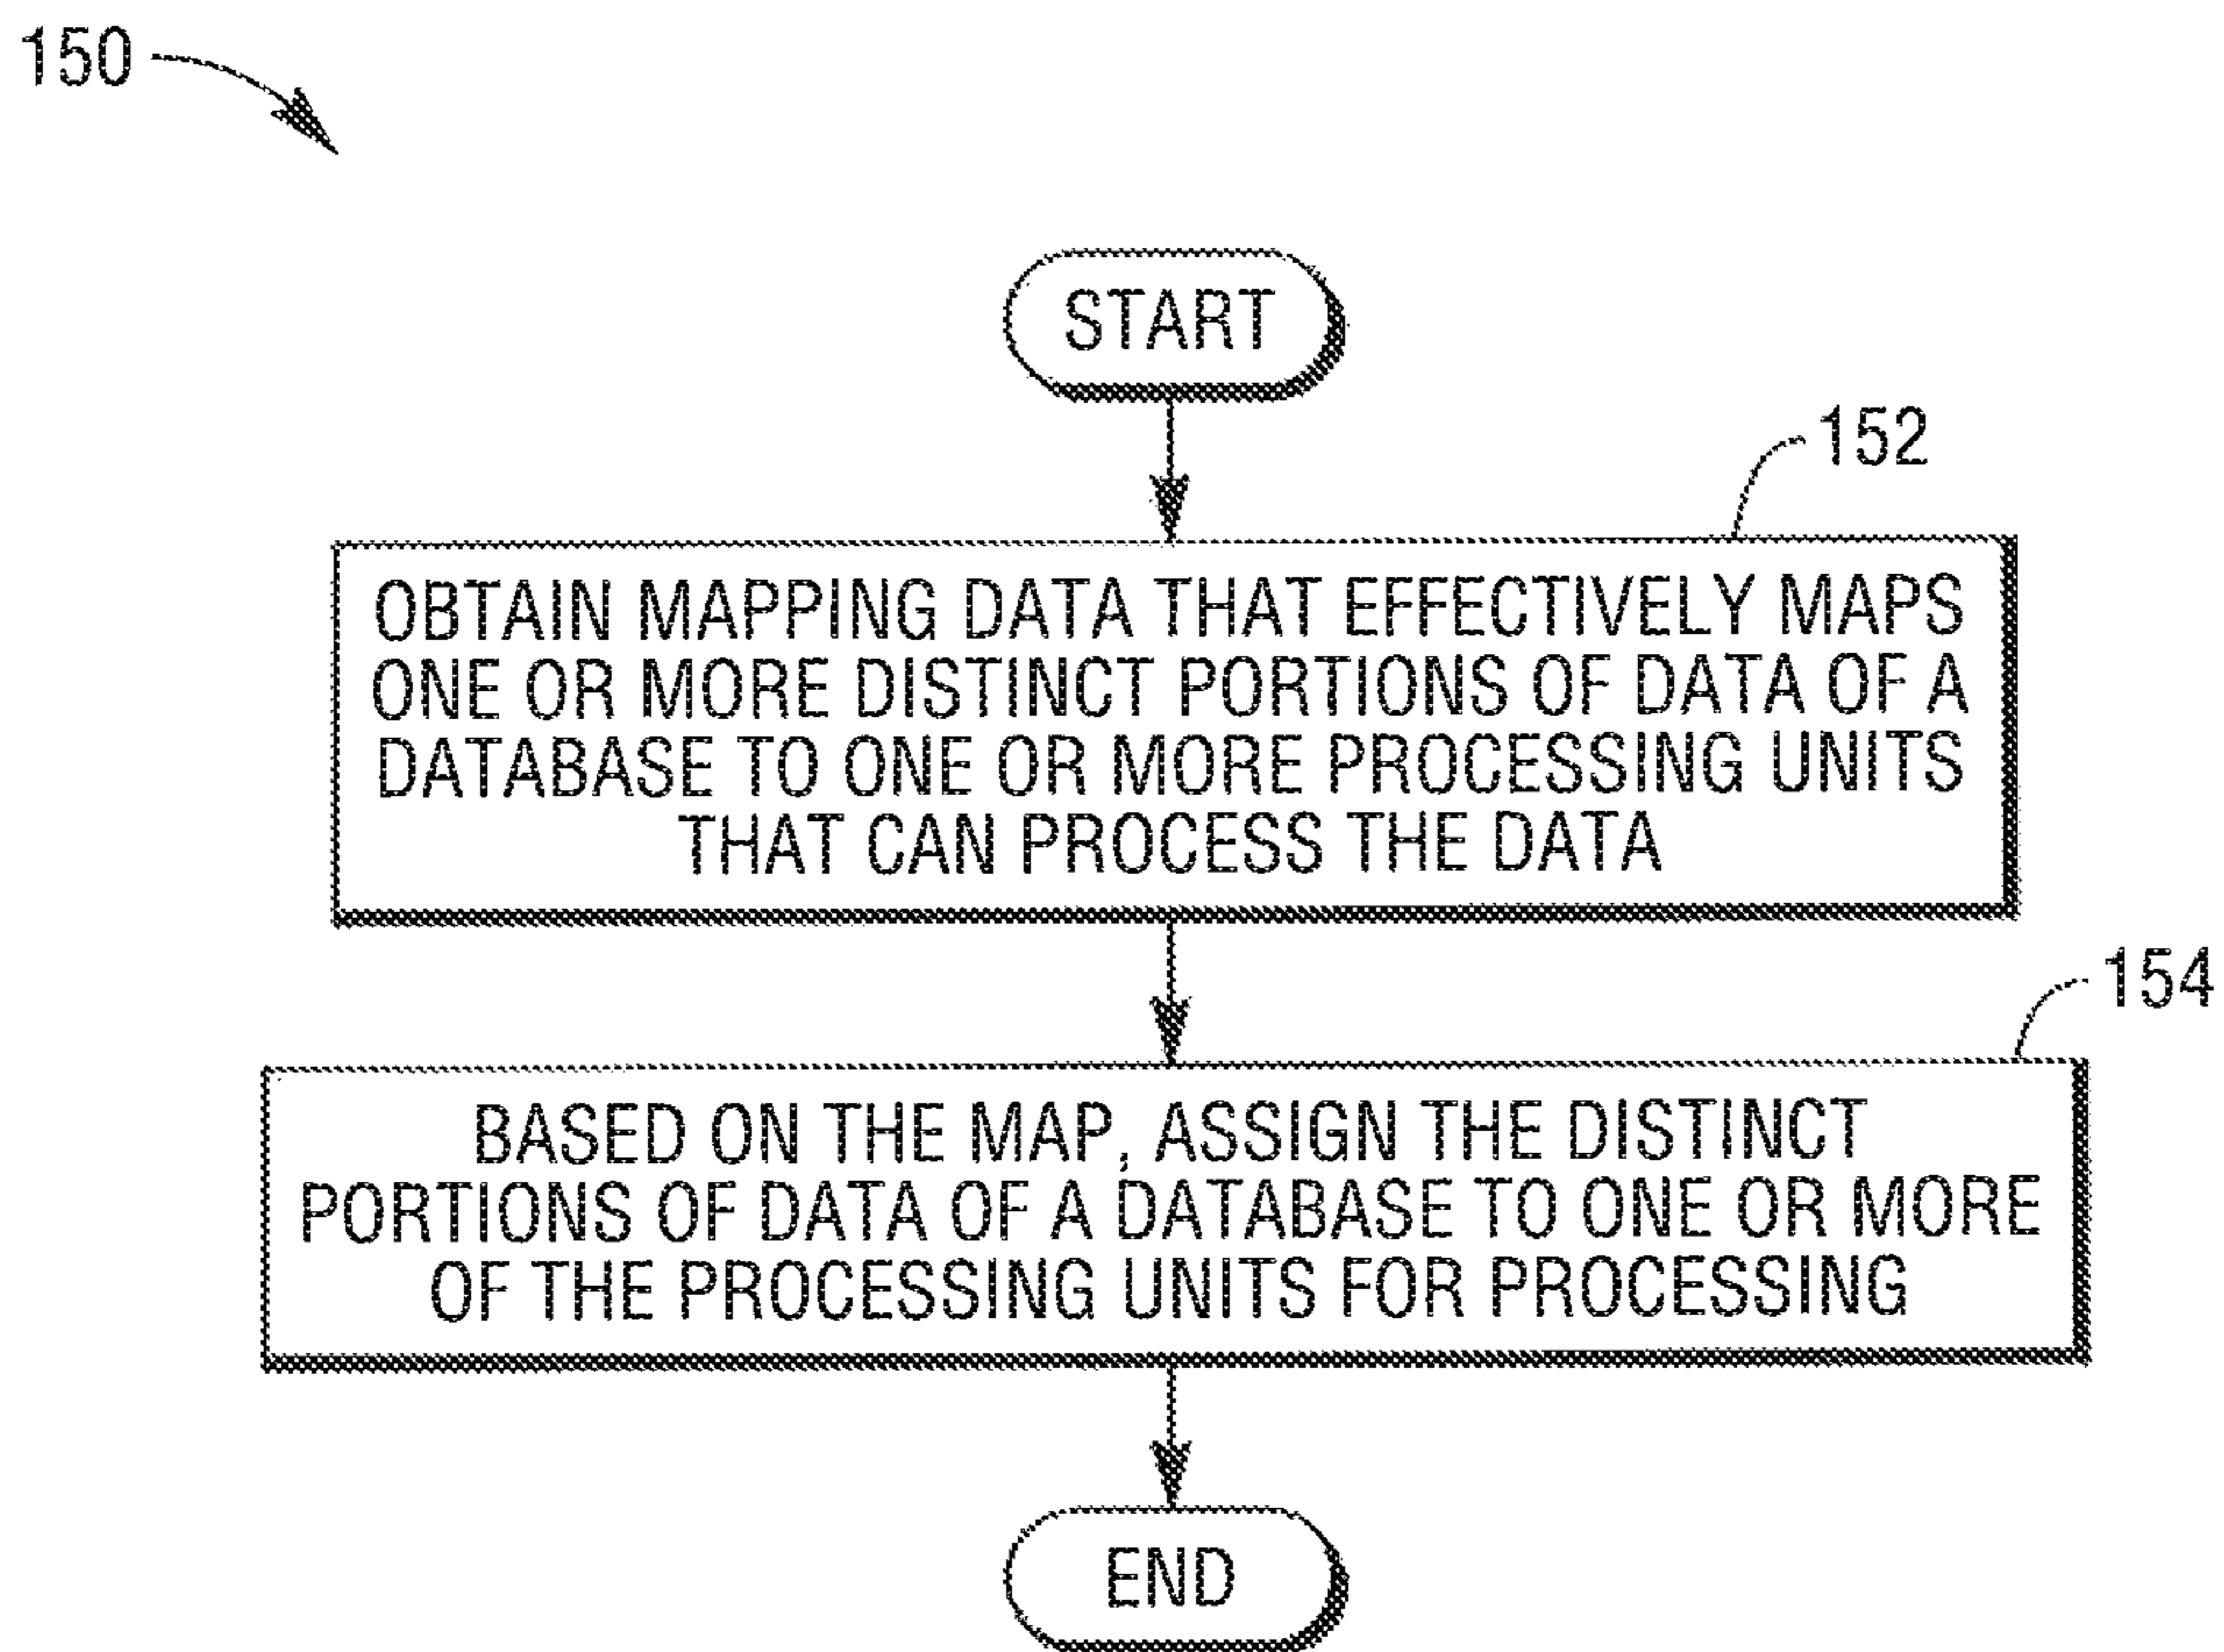 150
START
152
OBTAIN MAPPING DATA THAT EFFECTIVELY MAPS
ONE OR MORE DISTINCT PORTIONS OF DATA OF A
DATABASE TO ONE OR MORE PROCESSING UNITS
THAT CAN PROCESS THE DATA
154
BASED ON THE MAP, ASSIGN THE DISTINCT
PORTIONS OF DATA OF A DATABASE TO ONE OR MORE
OF THE PROCESSING UNITS FOR PROCESSING
END